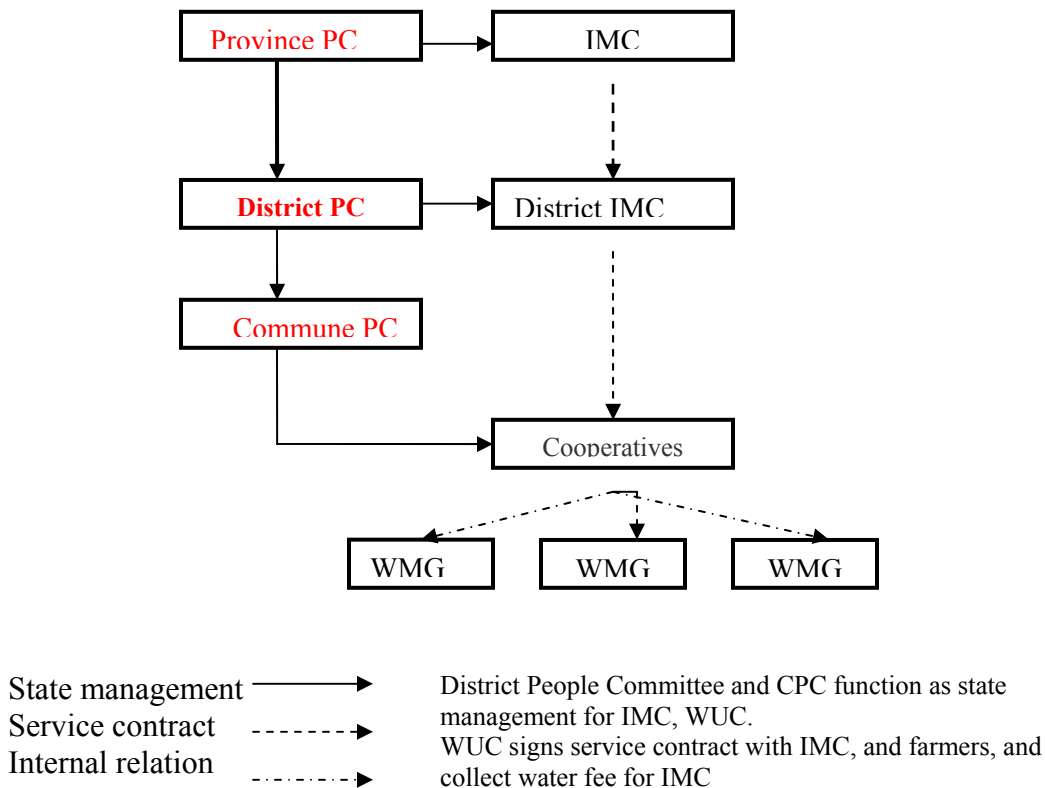 Province PC
IMC
District PC
District IMC
Commune PC
Cooperatives
WMG
WMG
WMG
State management
Service contract
Internal relation
District People Committee and CPC function as state
management for IMC, WUC.
WUC signs service contract with IMC, and farmers, and
collect water fee for IMC